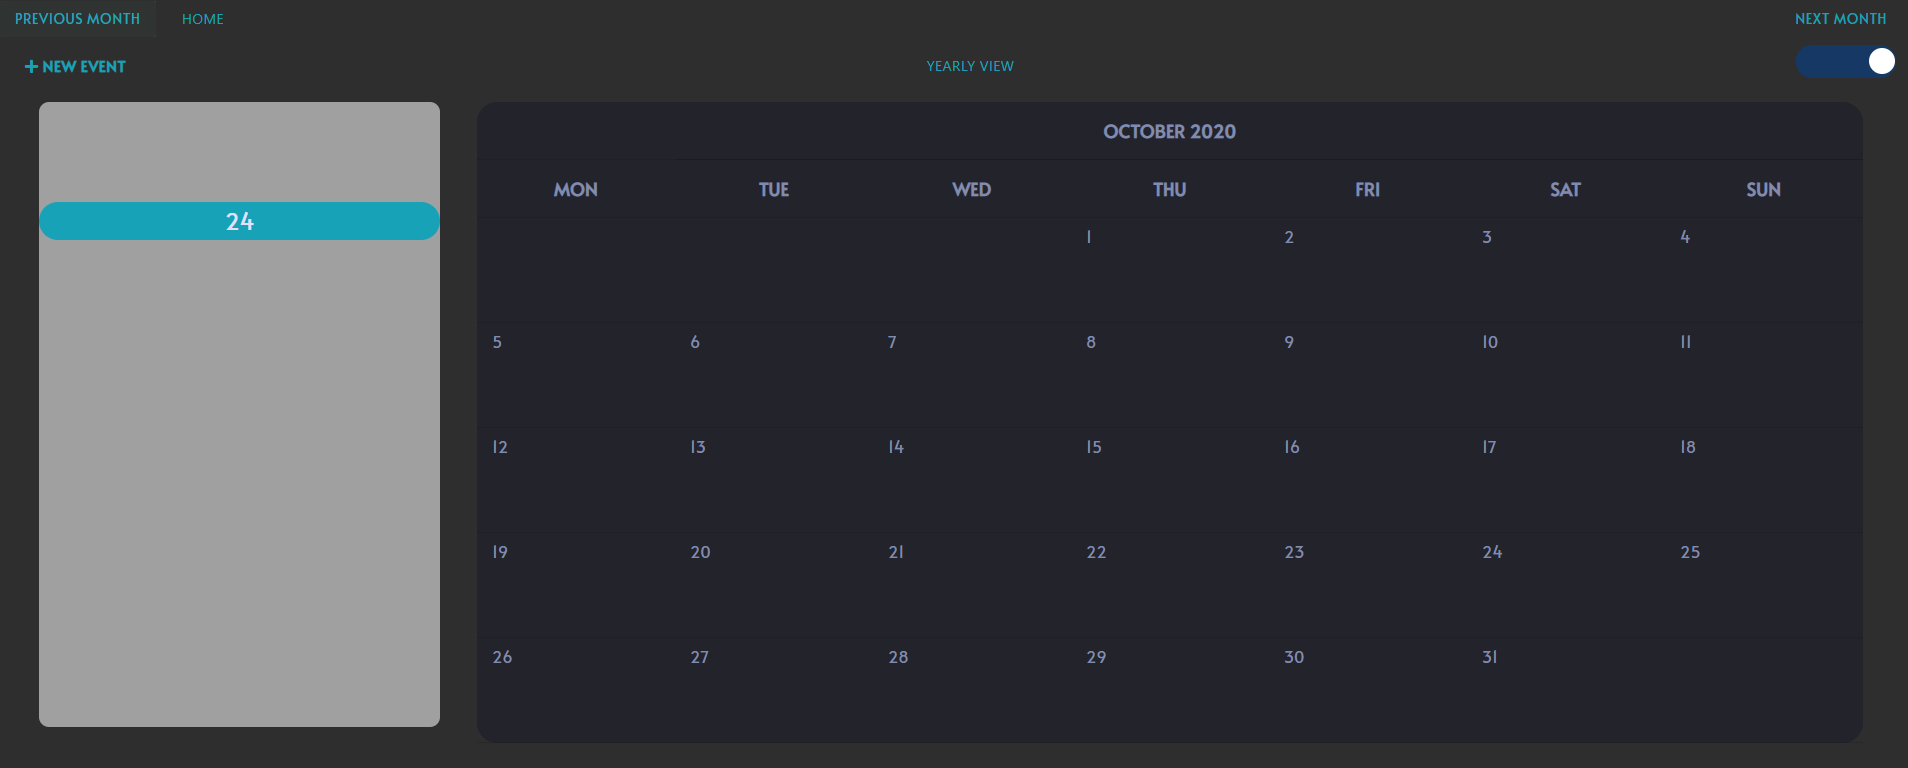 PREVIOUS MONTH HOME NEXT MONTH
+ NEW EVENT YEARLY VIEW
24
OCTOBER 2020
MON TUE WED THU FRI SAT SUN
1 2 3 4
5 6 7 8 9 10 11
12 13 14 15 16 17 18
19 20 21 22 23 24 25
26 27 28 29 30 31